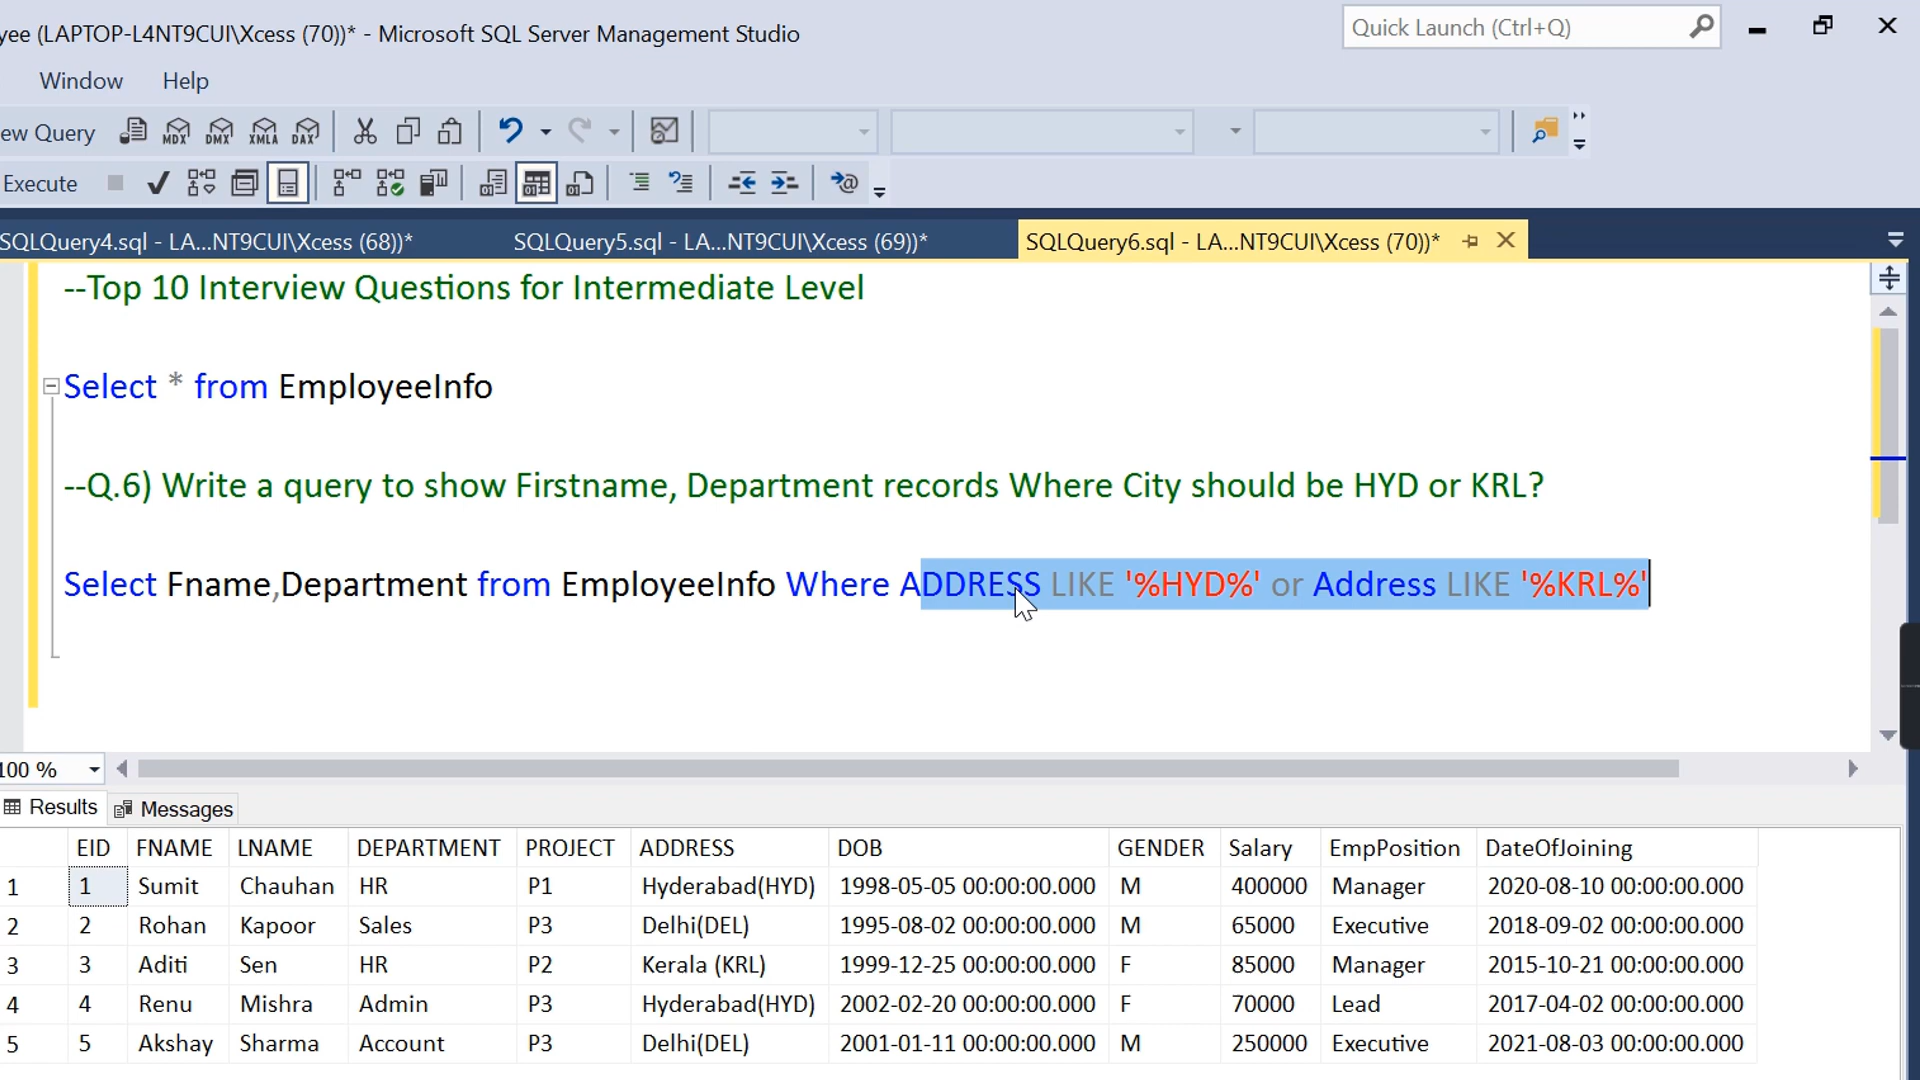 yee (LAPTOP-L4NT9CUI\Xcess (70))* - Microsoft SQL Server Management Studio
Quick Launch (Ctrl+Q)
Window Help
ew Query MDX DMX XMLA DAX
Execute
SQLQuery4.sql - LA...NT9CUI\Xcess (68))* SQLQuery5.sql - LA...NT9CUI\Xcess (69))* SQLQuery6.sql - LA...NT9CUI\Xcess (70))*
--Top 10 Interview Questions for Intermediate Level
Select * from EmployeeInfo
--Q.6) Write a query to show Firstname, Department records Where City should be HYD or KRL?
Select Fname,Department from EmployeeInfo Where ADDRESS LIKE '%HYD%' or Address LIKE '%KRL%'
100 %
Results Messages
EID FNAME LNAME DEPARTMENT PROJECT ADDRESS DOB GENDER Salary EmpPosition DateOfJoining
1 1 Sumit Chauhan HR P1 Hyderabad(HYD) 1998-05-05 00:00:00.000 M 400000 Manager 2020-08-10 00:00:00.000
2 2 Rohan Kapoor Sales P3 Delhi(DEL) 1995-08-02 00:00:00.000 M 65000 Executive 2018-09-02 00:00:00.000
3 3 Aditi Sen HR P2 Kerala (KRL) 1999-12-25 00:00:00.000 F 85000 Manager 2015-10-21 00:00:00.000
4 4 Renu Mishra Admin P3 Hyderabad(HYD) 2002-02-20 00:00:00.000 F 70000 Lead 2017-04-02 00:00:00.000
5 5 Akshay Sharma Account P3 Delhi(DEL) 2001-01-11 00:00:00.000 M 250000 Executive 2021-08-03 00:00:00.000